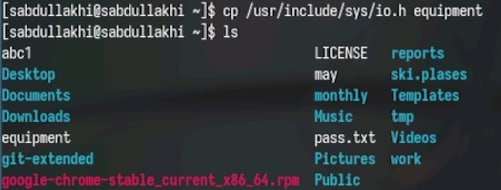 [sabdullakhi@sabdullakhi ~]$ cp /usr/include/sys/io.h equipment
[sabdullakhi@sabdullakhi ~]$ ls
abc1 LICENSE reports
Desktop may ski.plases
Documents monthly Templates
Downloads Music tmp
equipment pass.txt Videos
git-extended Pictures work
google-chrome-stable_current_x86_64.rpm Public